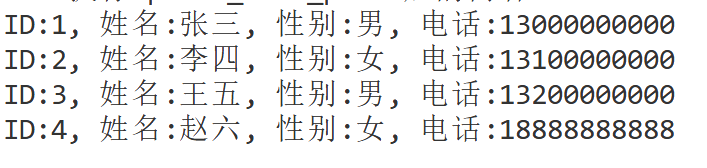 ID:1, 姓名:张三, 性别:男, 电话:13000000000
ID:2, 姓名:李四, 性别:女, 电话:13100000000
ID:3, 姓名:王五, 性别:男, 电话:13200000000
ID:4, 姓名:赵六, 性别:女, 电话:18888888888